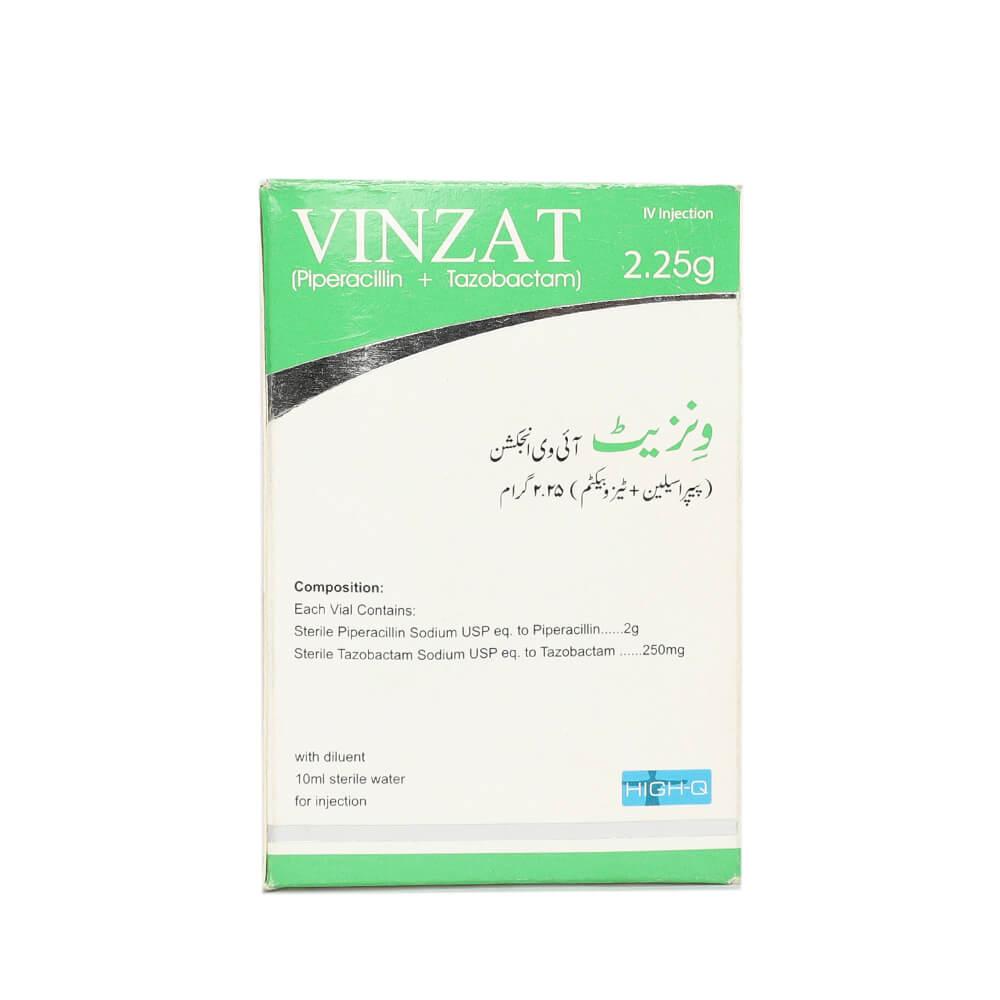 VINZAT
(Piperacillin + Tazobactam)
IV Injection
2.25g
وِنزیٹ آئی وی انجکشن
(پیپراسیلین + ٹیزوبیکٹم) ۲.۲۵ گرام
Composition:
Each Vial Contains:
Sterile Piperacillin Sodium USP eq. to Piperacillin......2g
Sterile Tazobactam Sodium USP eq. to Tazobactam ......250mg
with diluent
10ml sterile water
for injection
HIGH-Q